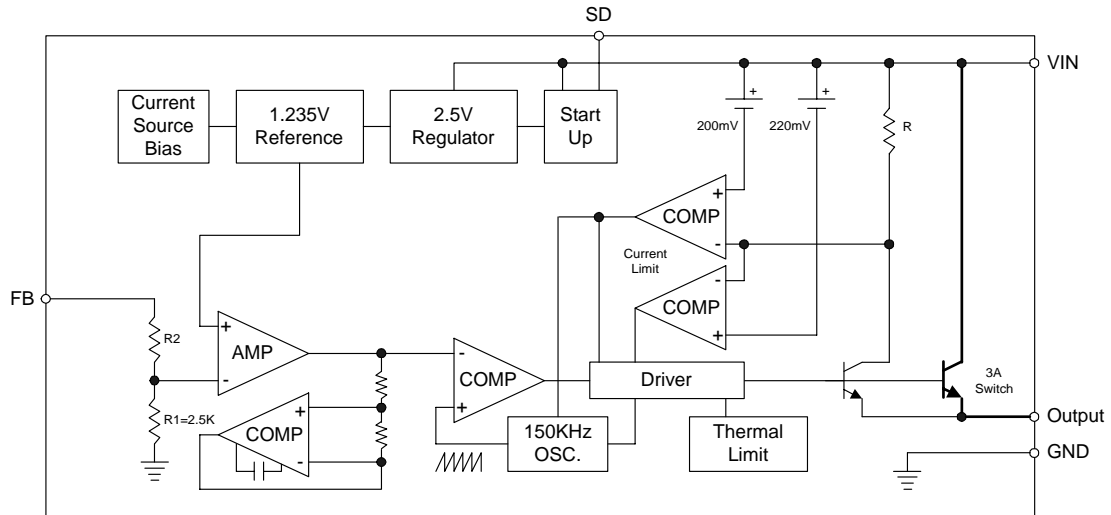 SD
VIN
Current
Source
Bias
1.235V
Reference
2.5V
Regulator
Start
Up
+
200mV
+
220mV
R
+
COMP
-
Current
Limit
-
COMP
+
FB
R2
+
AMP
-
R1=2.5K
+
COMP
-
-
COMP
+
Driver
150KHz
OSC.
Thermal
Limit
3A
Switch
Output
GND